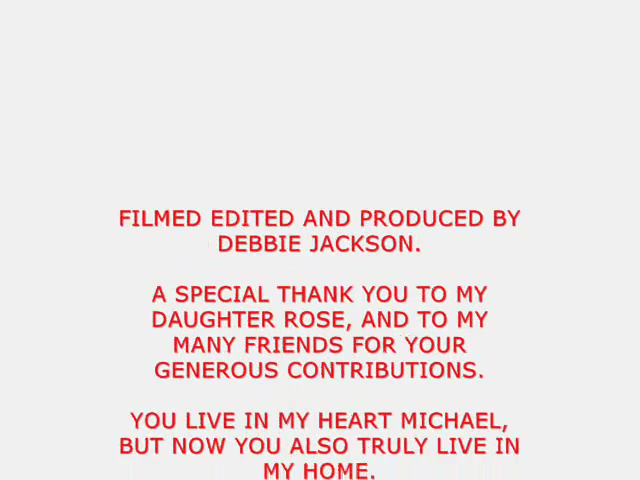 FILMED EDITED AND PRODUCED BY
DEBBIE JACKSON.
A SPECIAL THANK YOU TO MY
DAUGHTER ROSE, AND TO MY
MANY FRIENDS FOR YOUR
GENEROUS CONTRIBUTIONS.
YOU LIVE IN MY HEART MICHAEL,
BUT NOW YOU ALSO TRULY LIVE IN
MY HOME.